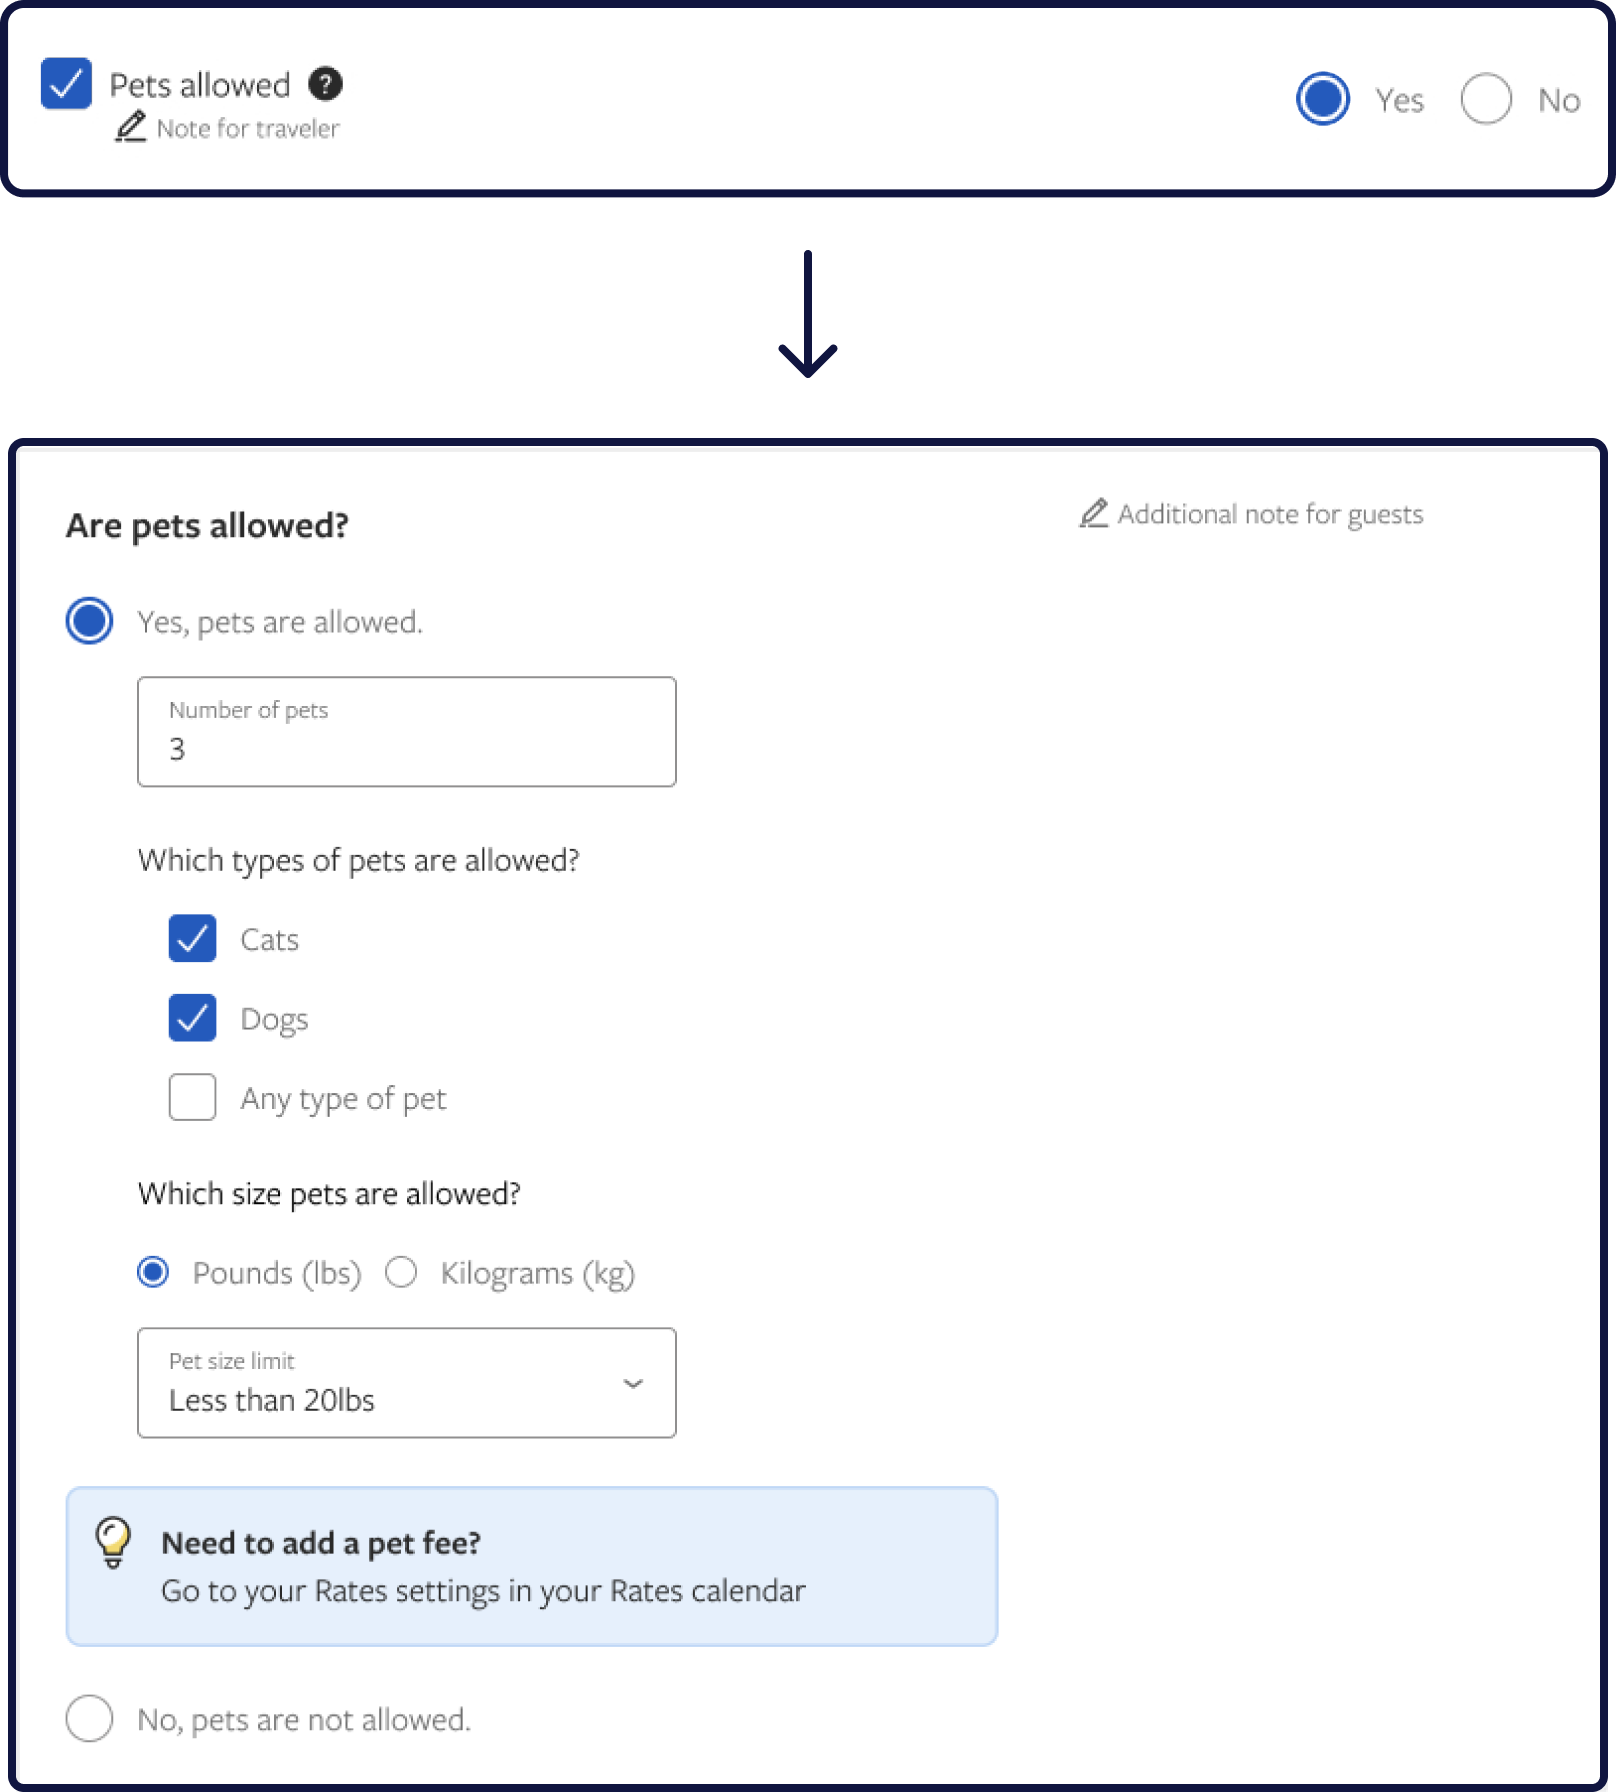 Pets allowed ?
Yes
No
Note for traveler
Are pets allowed?
Additional note for guests
Yes, pets are allowed.
Number of pets
3
Which types of pets are allowed?
Cats
Dogs
Any type of pet
Which size pets are allowed?
Pounds (lbs)
Kilograms (kg)
Pet size limit
Less than 20lbs
Need to add a pet fee?
Go to your Rates settings in your Rates calendar
No, pets are not allowed.